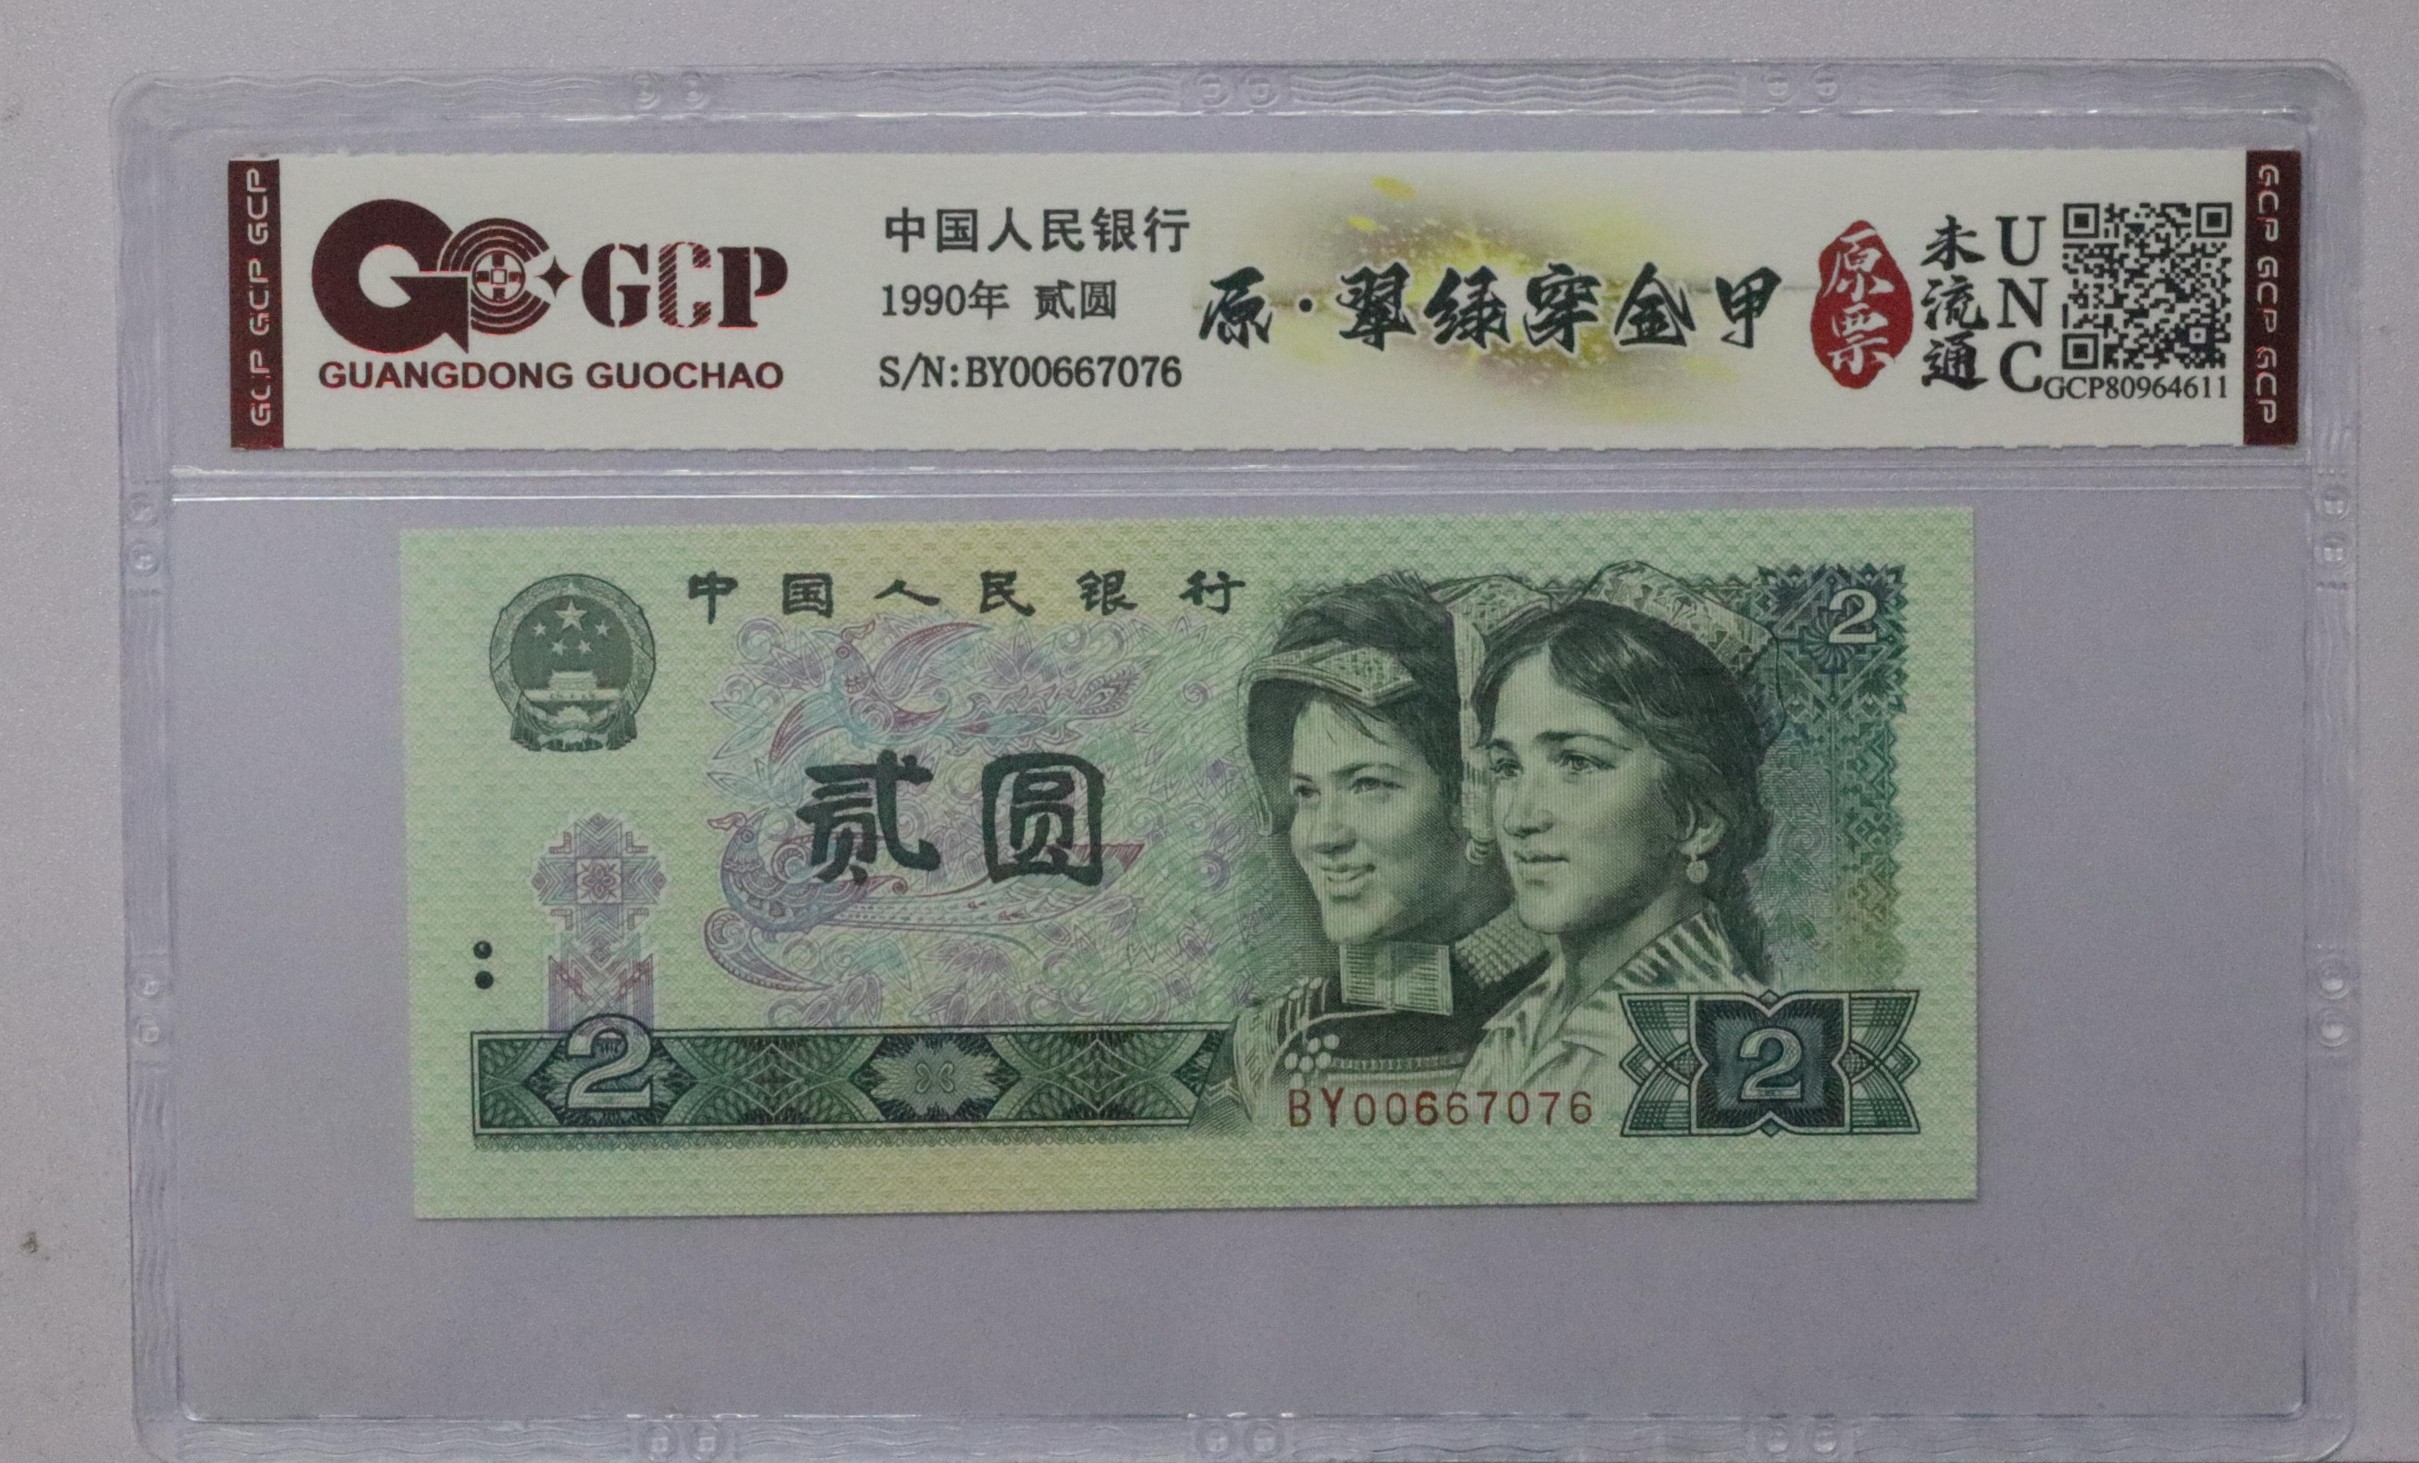 GCP GCP GCP
GCP
GUANGDONG GUOCHAO
中国人民银行
1990年 贰圆
S/N:BY00667076
原·翠绿穿金甲
原票
未流通
UNC
GCP80964611
GCP GCP GCP
中国人民银行
2
贰圆
2
BY00667076
2